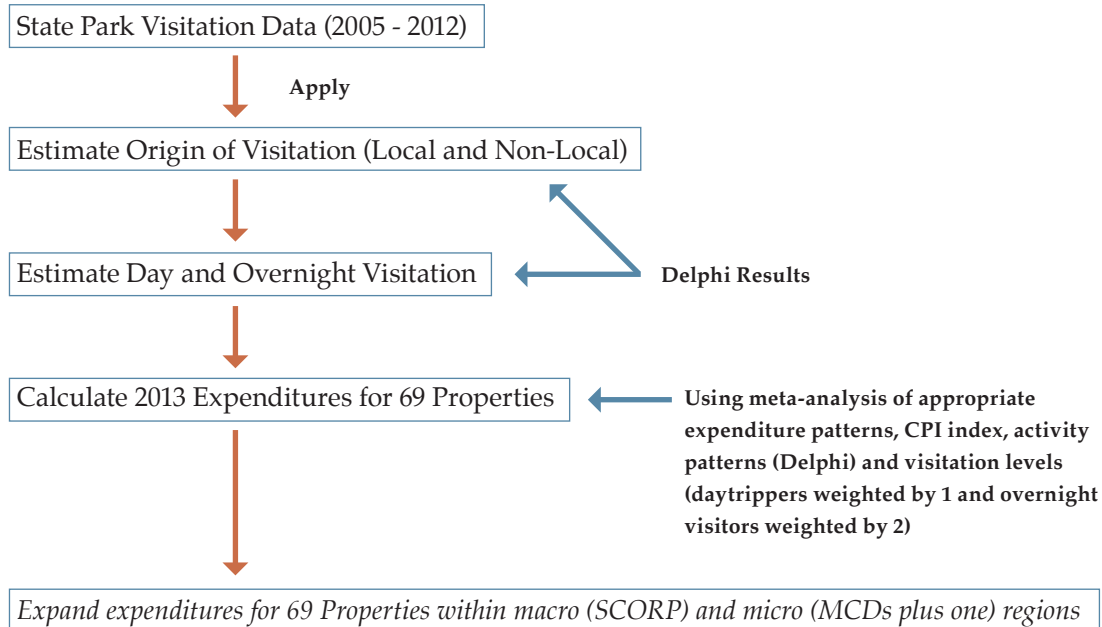 State Park Visitation Data (2005 - 2012)
Apply
Estimate Origin of Visitation (Local and Non-Local)
Estimate Day and Overnight Visitation
Delphi Results
Calculate 2013 Expenditures for 69 Properties
Using meta-analysis of appropriate
expenditure patterns, CPI index, activity
patterns (Delphi) and visitation levels
(daytrippers weighted by 1 and overnight
visitors weighted by 2)
Expand expenditures for 69 Properties within macro (SCORP) and micro (MCDs plus one) regions